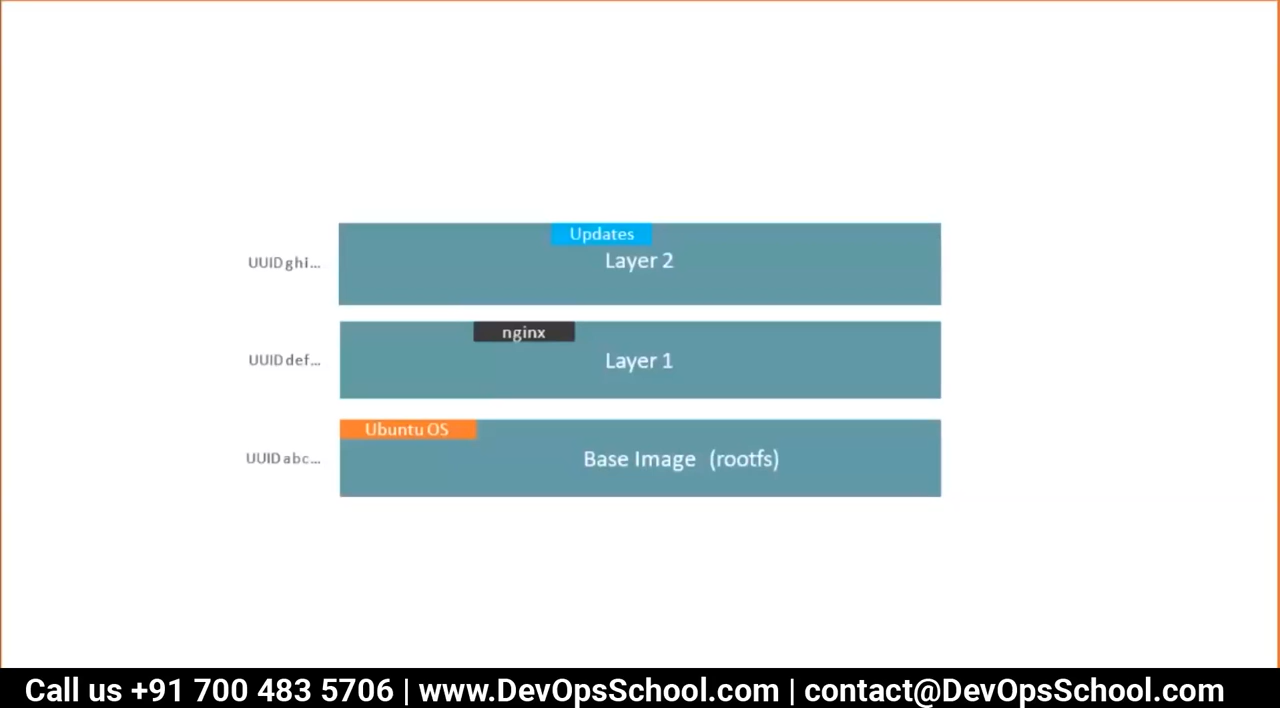 Updates
UUID ghi...
Layer 2
nginx
UUID def...
Layer 1
Ubuntu OS
UUID abc...
Base Image (rootfs)
Call us +91 700 483 5706 | www.DevOpsSchool.com | contact@DevOpsSchool.com